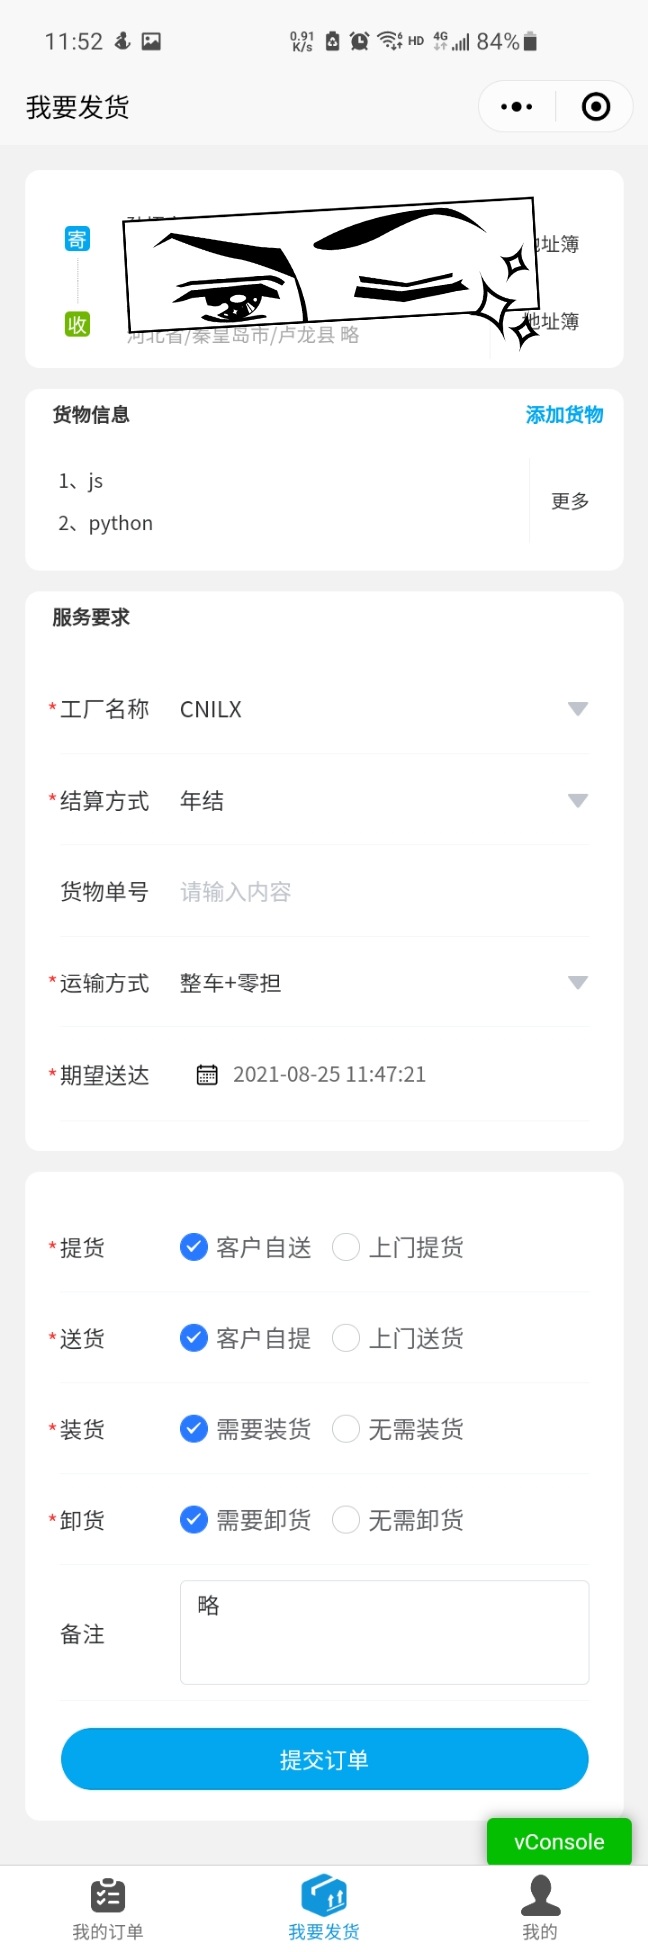 11:52 0.91 K/s HD 4G 84%
我要发货
寄
地址簿
收
河北省/秦皇岛市/卢龙县 略
地址簿
货物信息 添加货物
1、js
2、python
更多
服务要求
*工厂名称 CNILX
*结算方式 年结
货物单号 请输入内容
*运输方式 整车+零担
*期望送达 2021-08-25 11:47:21
*提货 客户自送 上门提货
*送货 客户自提 上门送货
*装货 需要装货 无需装货
*卸货 需要卸货 无需卸货
备注 略
提交订单
vConsole
我的订单 我要发货 我的